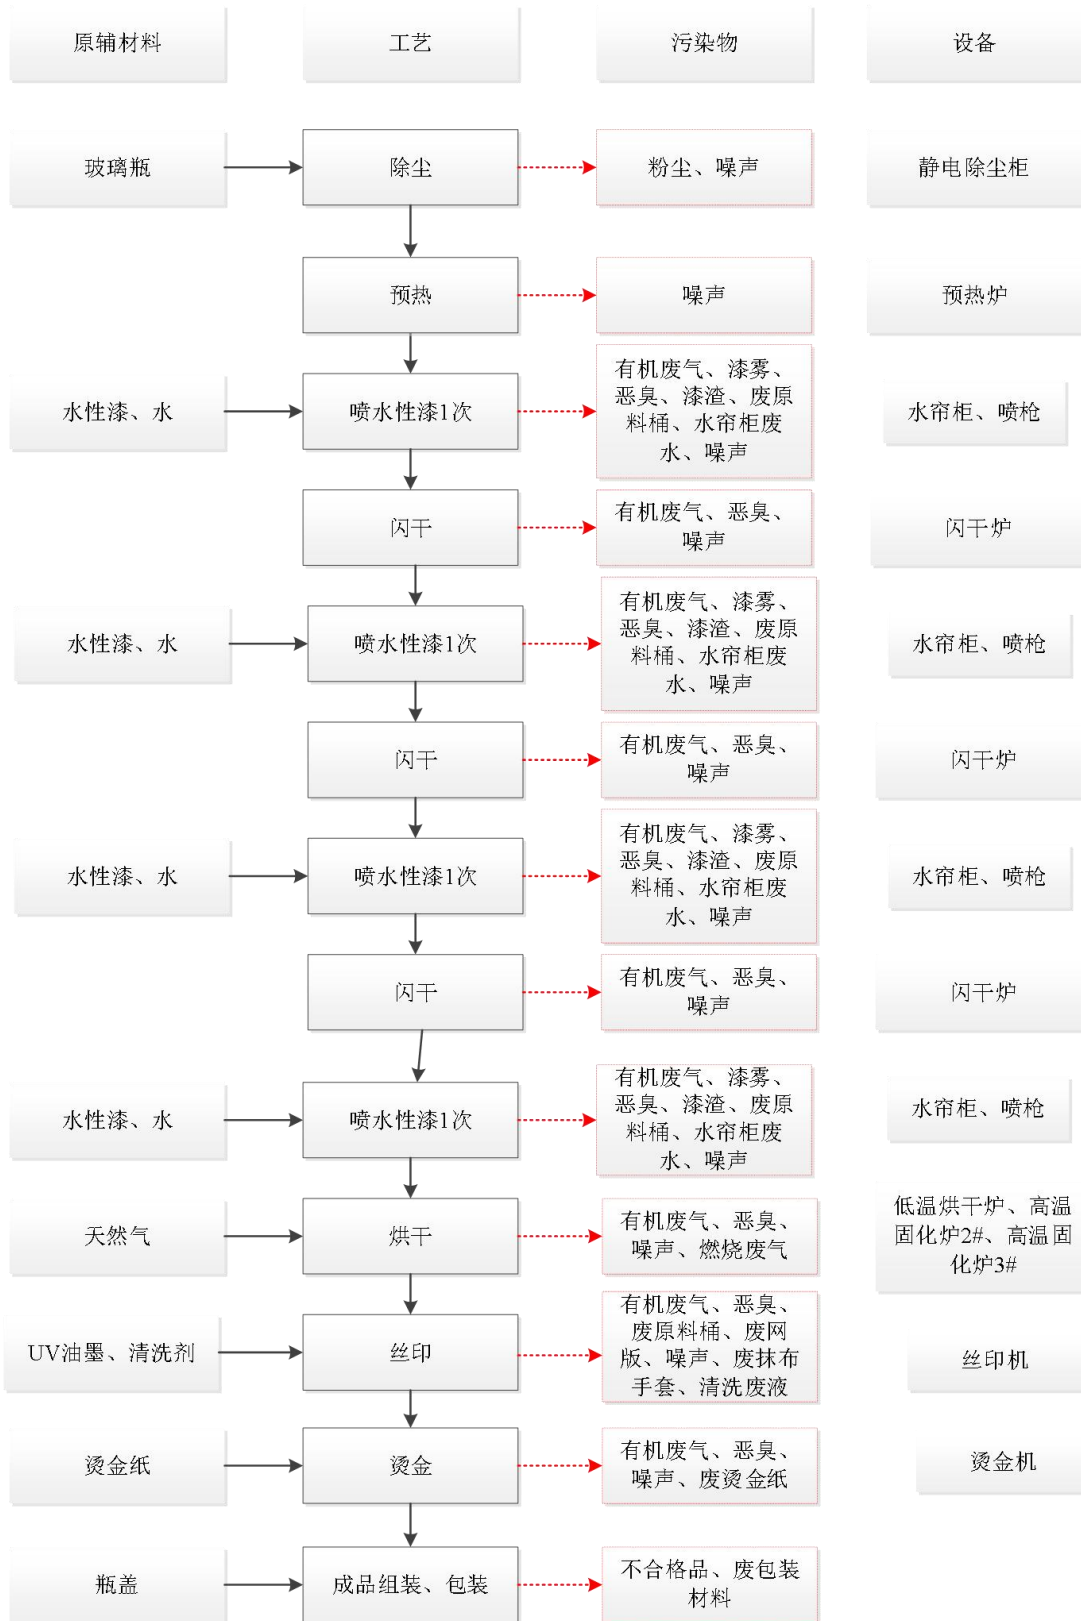 原辅材料
工艺
污染物
设备
玻璃瓶
除尘
粉尘、噪声
静电除尘柜
预热
噪声
预热炉
水性漆、水
喷水性漆1次
有机废气、漆雾、
恶臭、漆渣、废原
料桶、水帘柜废
水、噪声
水帘柜、喷枪
闪干
有机废气、恶臭、
噪声
闪干炉
水性漆、水
喷水性漆1次
有机废气、漆雾、
恶臭、漆渣、废原
料桶、水帘柜废
水、噪声
水帘柜、喷枪
闪干
有机废气、恶臭、
噪声
闪干炉
水性漆、水
喷水性漆1次
有机废气、漆雾、
恶臭、漆渣、废原
料桶、水帘柜废
水、噪声
水帘柜、喷枪
闪干
有机废气、恶臭、
噪声
闪干炉
水性漆、水
喷水性漆1次
有机废气、漆雾、
恶臭、漆渣、废原
料桶、水帘柜废
水、噪声
水帘柜、喷枪
天然气
烘干
有机废气、恶臭、
噪声、燃烧废气
低温烘干炉、高温
固化炉2#、高温固
化炉3#
UV油墨、清洗剂
丝印
有机废气、恶臭、
废原料桶、废网
版、噪声、废抹布
手套、清洗废液
丝印机
烫金纸
烫金
有机废气、恶臭、
噪声、废烫金纸
烫金机
瓶盖
成品组装、包装
不合格品、废包装
材料